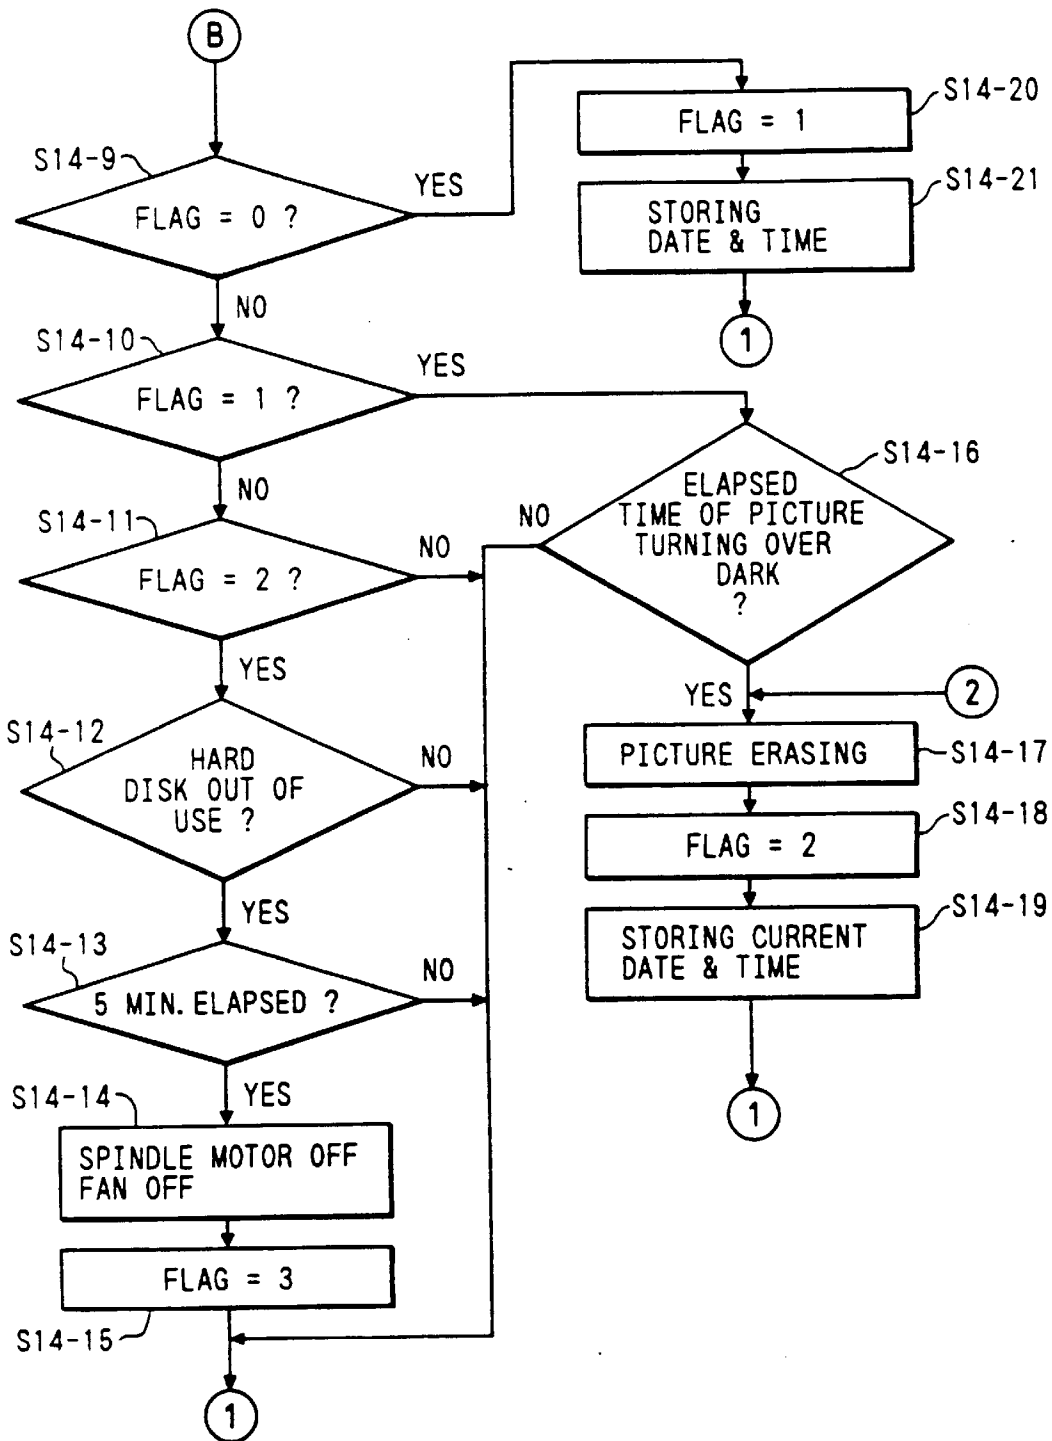 B
S14-9
FLAG = 0 ?
YES
NO
S14-20
FLAG = 1
S14-21
STORING
DATE & TIME
1
S14-10
FLAG = 1 ?
YES
NO
S14-16
ELAPSED
TIME OF PICTURE
TURNING OVER
DARK
?
NO
YES
2
S14-11
FLAG = 2 ?
NO
YES
S14-17
PICTURE ERASING
S14-18
FLAG = 2
S14-19
STORING CURRENT
DATE & TIME
1
S14-12
HARD
DISK OUT OF
USE ?
NO
YES
S14-13
5 MIN. ELAPSED ?
NO
YES
S14-14
SPINDLE MOTOR OFF
FAN OFF
FLAG = 3
S14-15
1